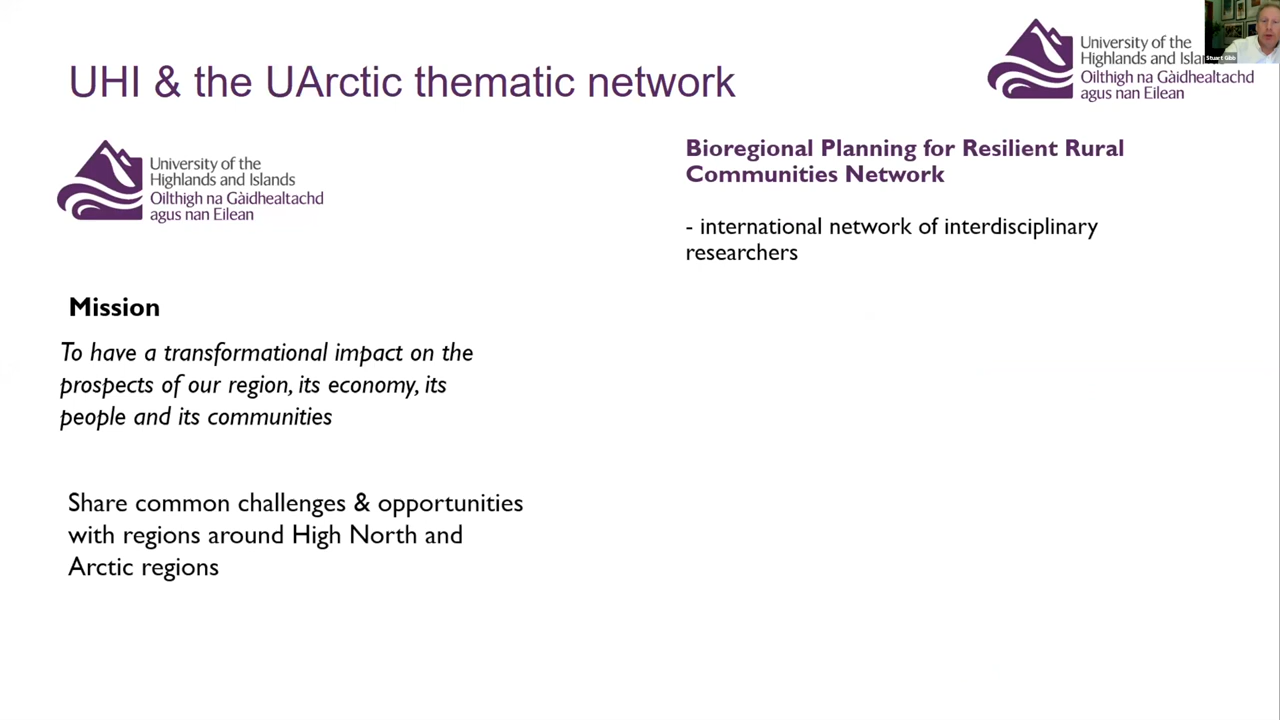 UHI & the UArctic thematic network
University of the
Highlands and Islands
Oilthigh na Gàidhealtachd
agus nan Eilean
Mission
To have a transformational impact on the
prospects of our region, its economy, its
people and its communities
Share common challenges & opportunities
with regions around High North and
Arctic regions
University of the
Highlands and
Oilthigh na Gàidhealtachd
agus nan Eilean
Stuart Gibb
Bioregional Planning for Resilient Rural
Communities Network
- international network of interdisciplinary
researchers